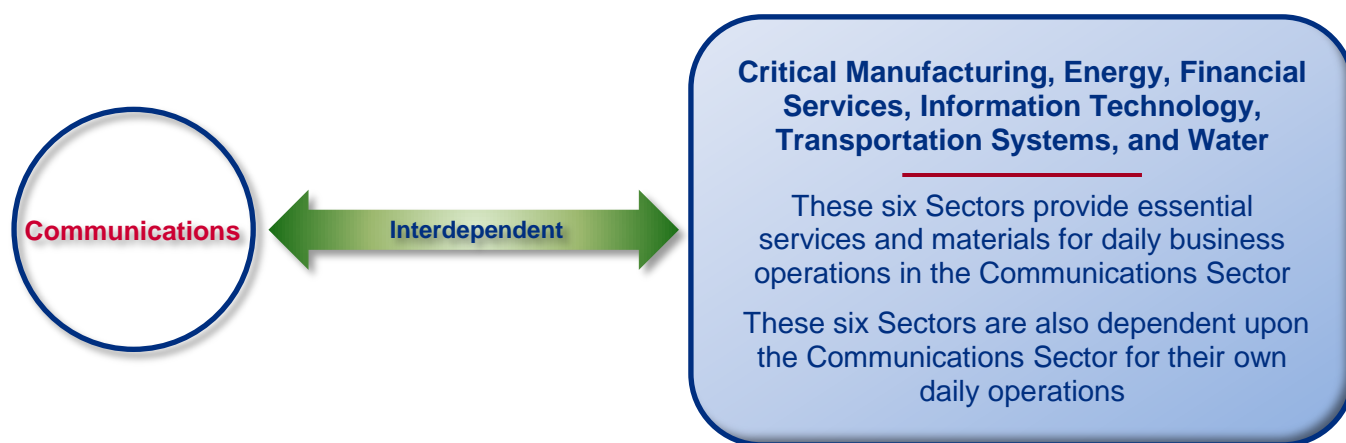 Communications
Interdependent
Critical Manufacturing, Energy, Financial
Services, Information Technology,
Transportation Systems, and Water
These six Sectors provide essential
services and materials for daily business
operations in the Communications Sector
These six Sectors are also dependent upon
the Communications Sector for their own
daily operations